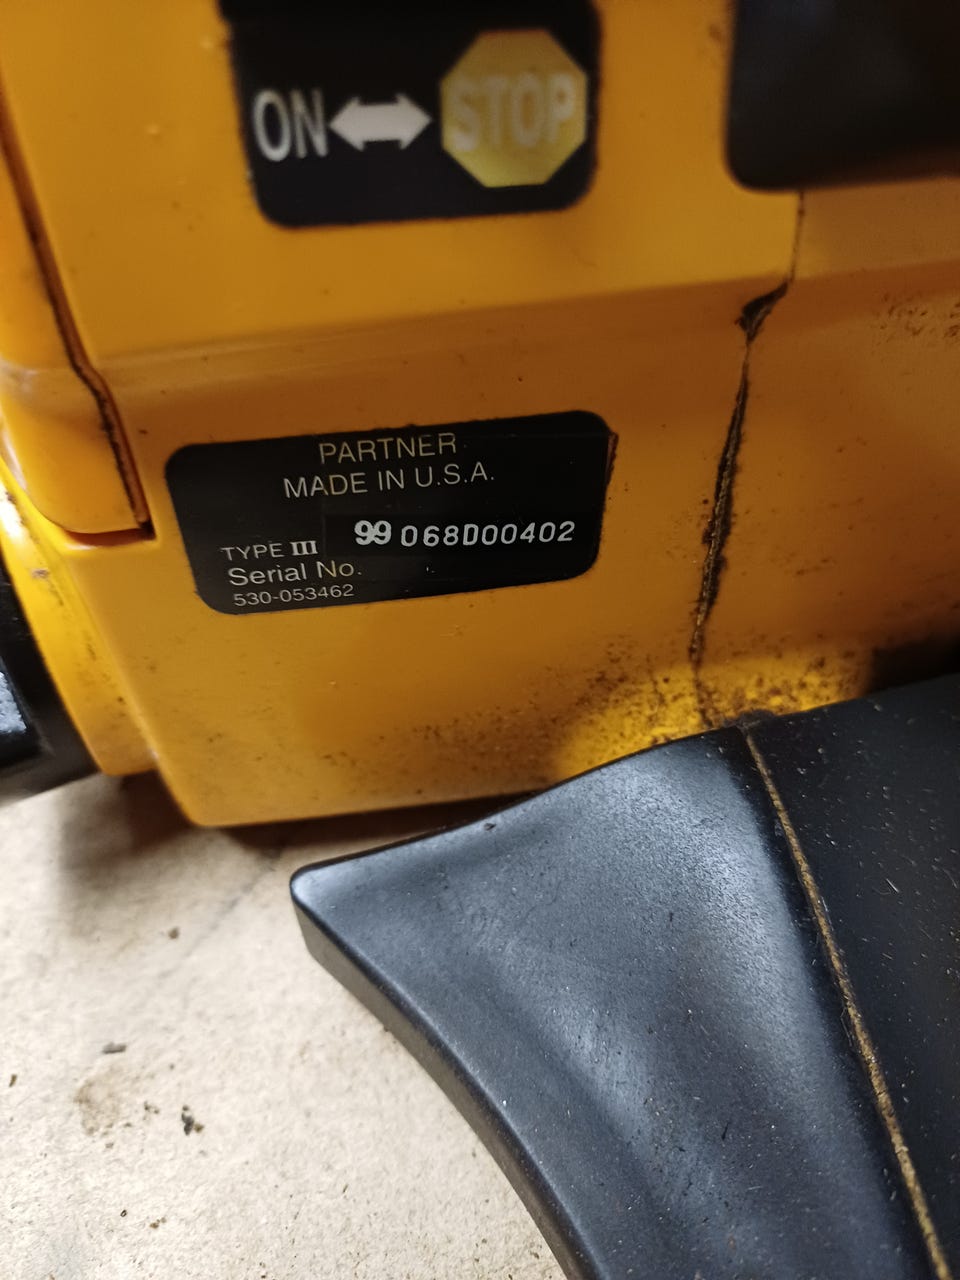 ON STOP
PARTNER
MADE IN U.S.A.
TYPE III 99 068D00402
Serial No.
530-053462